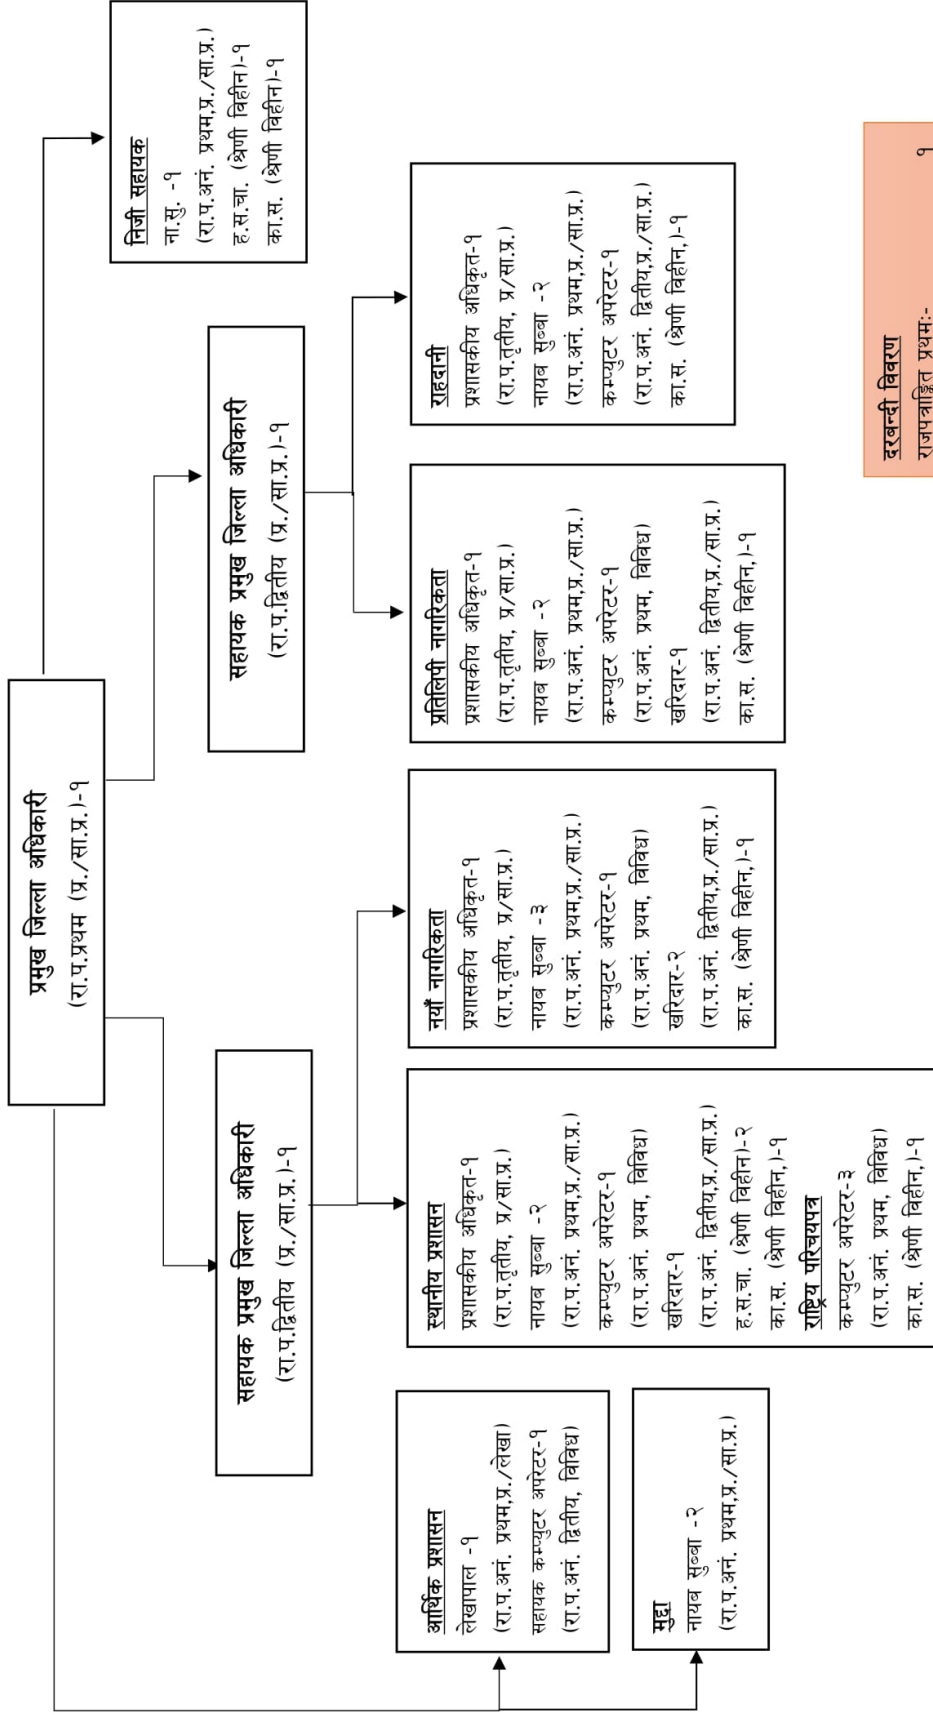 प्रमुख जिल्ला अधिकारी
(रा.प.प्रथम (प्र./सा.प्र.)-१
निजी सहायक
ना.सु. -१
(रा.प.अनं. प्रथम,प्र./सा.प्र.)
ह.स.चा. (श्रेणी विहीन)-१
का.स. (श्रेणी विहीन)-१
सहायक प्रमुख जिल्ला अधिकारी
(रा.प.द्वितीय (प्र./सा.प्र.)-१
सहायक प्रमुख जिल्ला अधिकारी
(रा.प.द्वितीय (प्र./सा.प्र.)-१
आर्थिक प्रशासन
लेखापाल -१
(रा.प.अनं. प्रथम,प्र./लेखा)
सहायक कम्प्युटर अपरेटर-१
(रा.प.अनं. द्वितीय, विविध)
मुद्दा
नायब सुब्बा -२
(रा.प.अनं. प्रथम,प्र./सा.प्र.)
स्थानीय प्रशासन
प्रशासकीय अधिकृत-१
(रा.प.तृतीय, प्र/सा.प्र.)
नायब सुब्बा -२
(रा.प.अनं. प्रथम,प्र./सा.प्र.)
कम्प्युटर अपरेटर-१
(रा.प.अनं. प्रथम, विविध)
खरिदार-१
(रा.प.अनं. द्वितीय,प्र./सा.प्र.)
ह.स.चा. (श्रेणी विहीन)-२
का.स. (श्रेणी विहीन,)-१
राष्ट्रिय परिचयपत्र
कम्प्युटर अपरेटर-३
(रा.प.अनं. प्रथम, विविध)
का.स. (श्रेणी विहीन,)-१
नयाँ नागरिकता
प्रशासकीय अधिकृत-१
(रा.प.तृतीय, प्र/सा.प्र.)
नायब सुब्बा -३
(रा.प.अनं. प्रथम,प्र./सा.प्र.)
कम्प्युटर अपरेटर-१
(रा.प.अनं. प्रथम, विविध)
खरिदार-२
(रा.प.अनं. द्वितीय,प्र./सा.प्र.)
का.स. (श्रेणी विहीन,)-१
प्रतिलिपी नागरिकता
प्रशासकीय अधिकृत-१
(रा.प.तृतीय, प्र/सा.प्र.)
नायब सुब्बा -२
(रा.प.अनं. प्रथम,प्र./सा.प्र.)
कम्प्युटर अपरेटर-१
(रा.प.अनं. प्रथम, विविध)
खरिदार-१
(रा.प.अनं. द्वितीय,प्र./सा.प्र.)
का.स. (श्रेणी विहीन,)-१
राहदानी
प्रशासकीय अधिकृत-१
(रा.प.तृतीय, प्र/सा.प्र.)
नायब सुब्बा -२
(रा.प.अनं. प्रथम,प्र./सा.प्र.)
कम्प्युटर अपरेटर-१
(रा.प.अनं. द्वितीय,प्र./सा.प्र.)
का.स. (श्रेणी विहीन,)-१
दरबन्दी विवरण
राजपत्राङ्कित प्रथम:- १